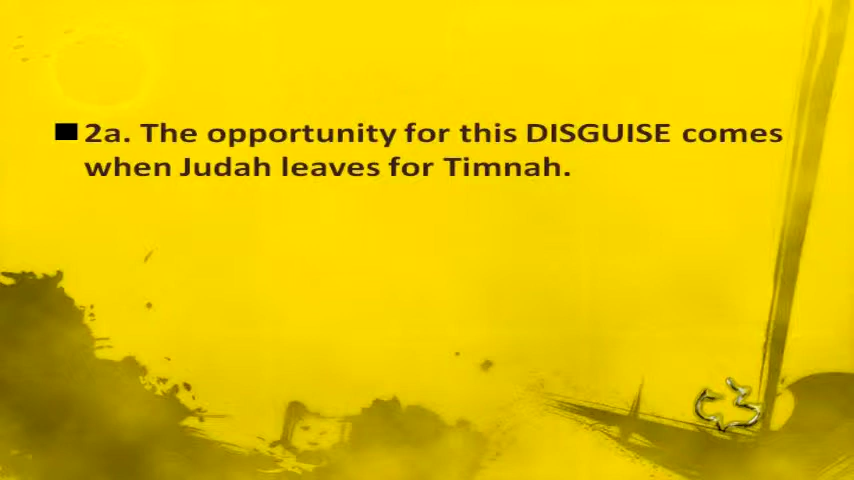 2a. The opportunity for this DISGUISE comes
when Judah leaves for Timnah.